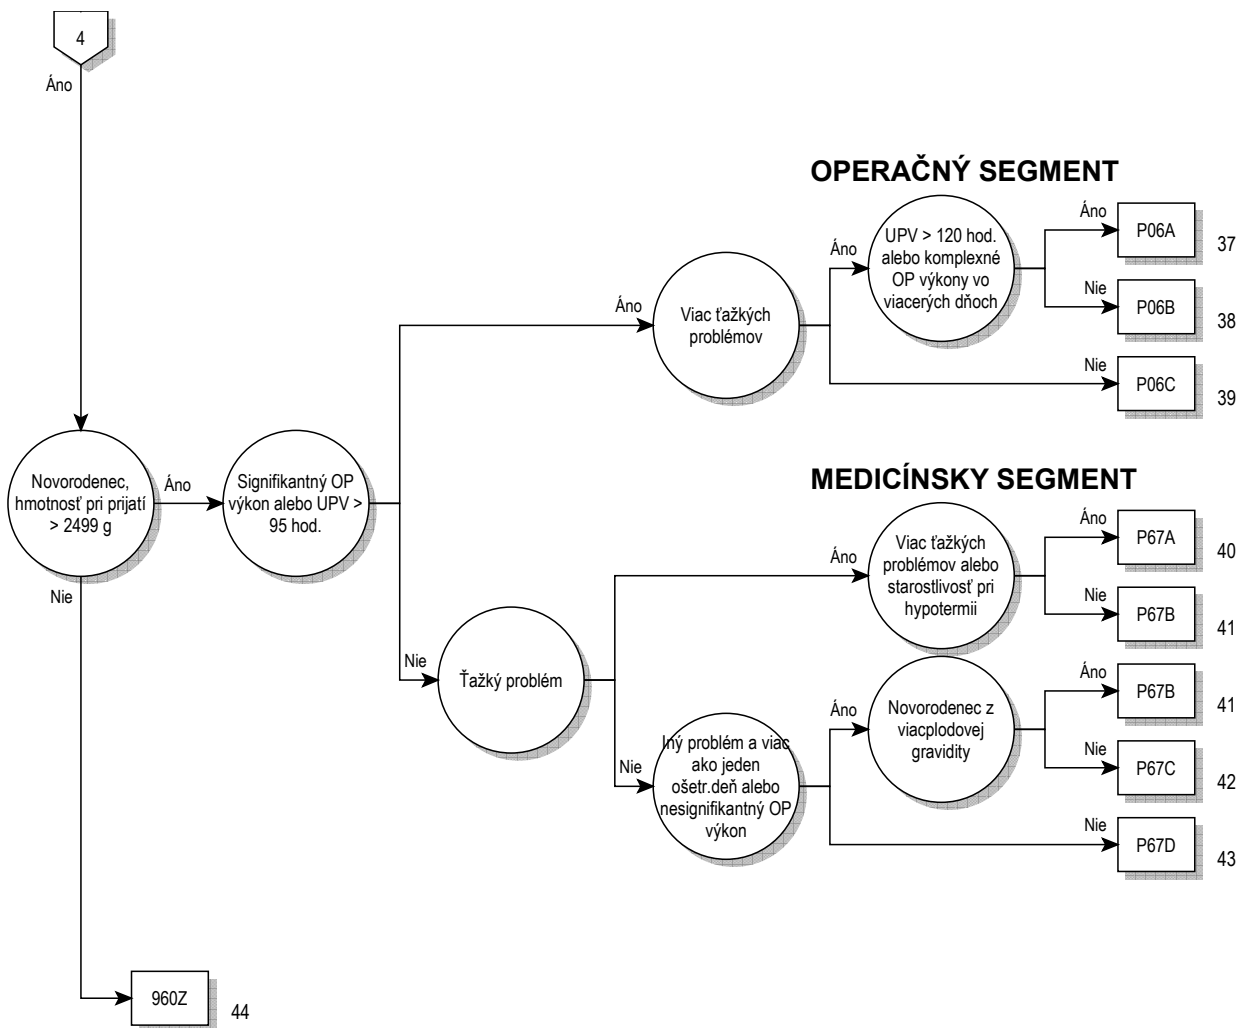 4
Áno
OPERAČNÝ SEGMENT
UPV > 120 hod.
alebo komplexné
OP výkony vo
viacerých dňoch
Áno
Áno
P06A
37
Nie
P06B
38
Áno
Viac ťažkých
problémov
Nie
P06C
39
Novorodenec,
hmotnosť pri prijatí
> 2499 g
Áno
Signifikantný OP
výkon alebo UPV >
95 hod.
MEDICÍNSKY SEGMENT
Áno
Viac ťažkých
problémov alebo
starostlivosť pri
hypotermii
Áno
P67A
40
Nie
P67B
41
Nie
Nie
Ťažký problém
Nie
Iný problém a viac
ako jeden
ošetr.deň alebo
nesignifikantný OP
výkon
Áno
Novorodenec z
viacplodovej
gravidity
Áno
P67B
41
Nie
P67C
42
Nie
P67D
43
960Z
44